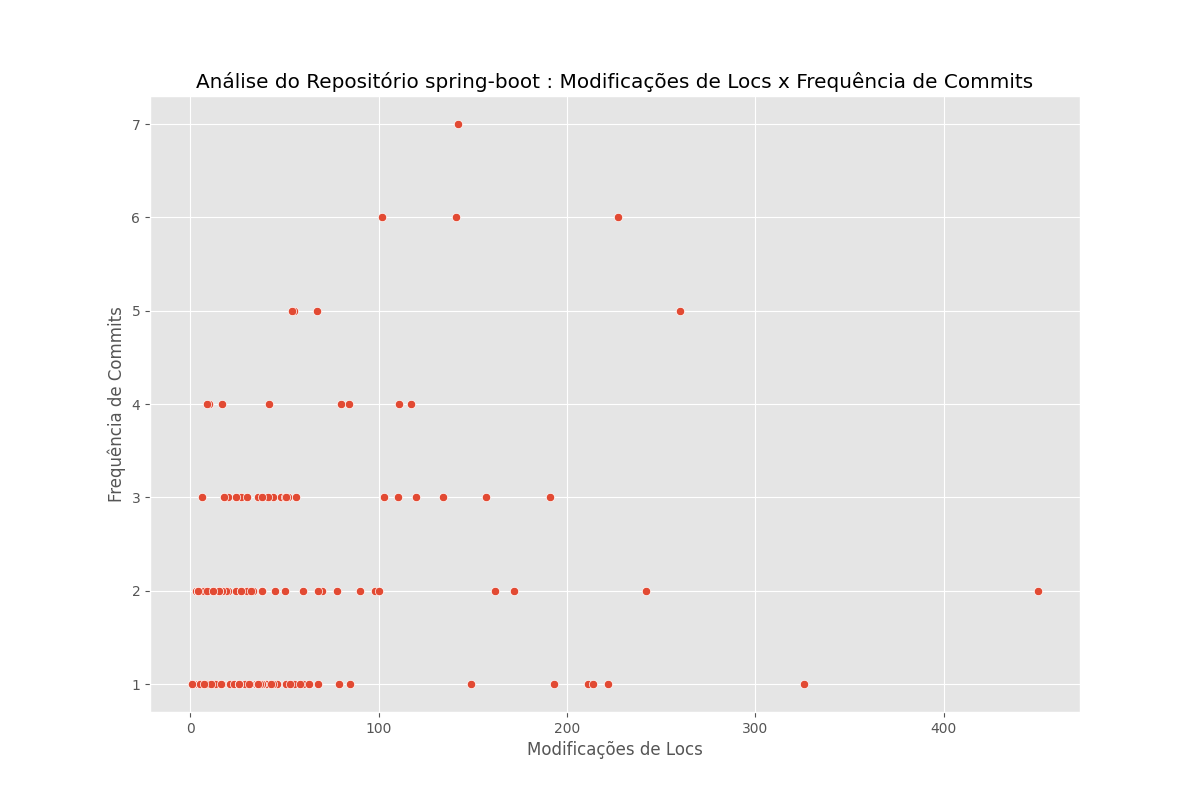 Análise do Repositório spring-boot : Modificações de Locs x Frequência de Commits
Frequência de Commits
7
6
5
4
3
2
1
0 100 200 300 400
Modificações de Locs